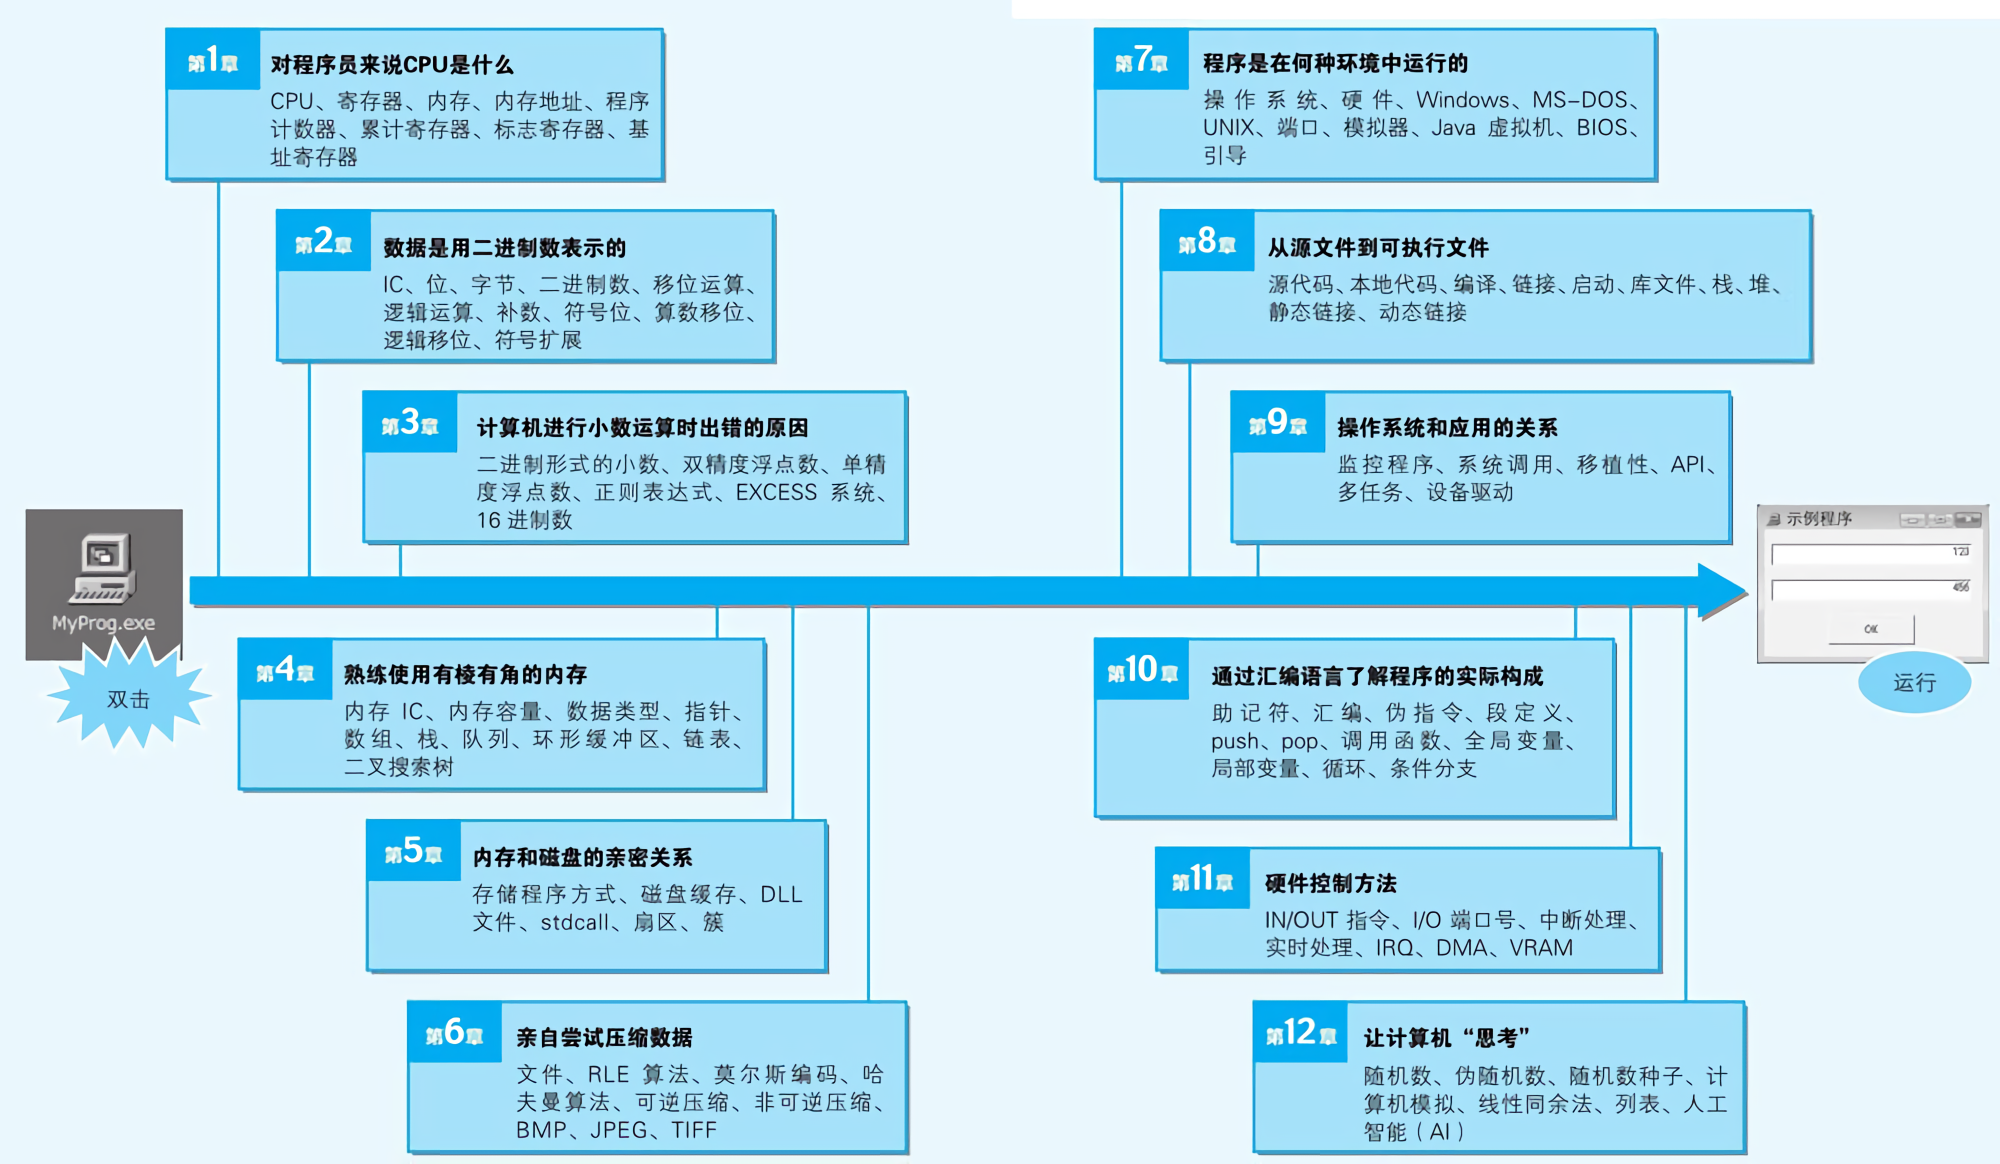 第1章
对程序员来说CPU是什么
CPU、寄存器、内存、内存地址、程序
计数器、累计寄存器、标志寄存器、基
址寄存器
第2章
数据是用二进制数表示的
IC、位、字节、二进制数、移位运算、
逻辑运算、补数、符号位、算数移位、
逻辑移位、符号扩展
第3章
计算机进行小数运算时出错的原因
二进制形式的小数、双精度浮点数、单精
度浮点数、正则表达式、EXCESS 系统、
16 进制数
MyProg.exe
双击
第4章
熟练使用有棱有角的内存
内存 IC、内存容量、数据类型、指针、
数组、栈、队列、环形缓冲区、链表、
二叉搜索树
第5章
内存和磁盘的亲密关系
存储程序方式、磁盘缓存、DLL
文件、stdcall、扇区、簇
第6章
亲自尝试压缩数据
文件、RLE 算法、莫尔斯编码、哈
夫曼算法、可逆压缩、非可逆压缩、
BMP、JPEG、TIFF
第7章
程序是在何种环境中运行的
操作系统、硬件、Windows、MS-DOS、
UNIX、端口、模拟器、Java 虚拟机、BIOS、
引导
第8章
从源文件到可执行文件
源代码、本地代码、编译、链接、启动、库文件、栈、堆、
静态链接、动态链接
第9章
操作系统和应用的关系
监控程序、系统调用、移植性、API、
多任务、设备驱动
示例程序
123
456
OK
运行
第10章
通过汇编语言了解程序的实际构成
助记符、汇编、伪指令、段定义、
push、pop、调用函数、全局变量、
局部变量、循环、条件分支
第11章
硬件控制方法
IN/OUT 指令、I/O 端口号、中断处理、
实时处理、IRQ、DMA、VRAM
第12章
让计算机“思考”
随机数、伪随机数、随机数种子、计
算机模拟、线性同余法、列表、人工
智能（AI）